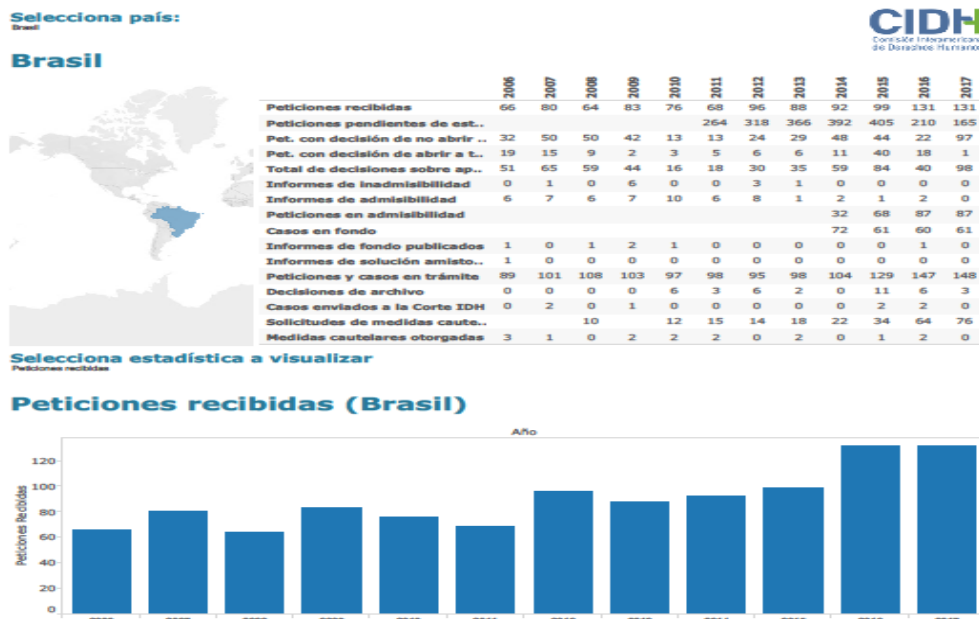 Selecciona país:
Brasil
CIDH
Comisión Interamericana
de Derechos Humanos
Brasil
2006 2007 2008 2009 2010 2011 2012 2013 2014 2015 2016 2017
Peticiones recibidas 66 80 64 83 76 68 96 88 92 99 131 131
Peticiones pendientes de est.. 264 318 366 392 405 210 165
Pet. con decisión de no abrir .. 32 50 50 42 13 13 24 29 48 44 22 97
Pet. con decisión de abrir a t.. 19 15 9 2 3 5 6 6 11 40 18 1
Total de decisiones sobre ap.. 51 65 59 44 16 18 30 35 59 84 40 98
Informes de inadmisibilidad 0 1 0 6 0 0 3 1 0 0 0 0
Informes de admisibilidad 6 7 6 7 10 6 8 1 2 1 2 0
Peticiones en admisibilidad 32 68 87 87
Casos en fondo 72 61 60 61
Informes de fondo publicados 1 0 1 2 1 0 0 0 0 0 1 0
Informes de solución amisto.. 1 0 0 0 0 0 0 0 0 0 0 0
Peticiones y casos en trámite 89 101 108 103 97 98 95 98 104 129 147 148
Decisiones de archivo 0 0 0 0 6 3 6 2 0 11 6 3
Casos enviados a la Corte IDH 0 2 0 1 0 0 0 0 0 2 2 0
Solicitudes de medidas caute.. 10 12 15 14 18 22 34 64 76
Medidas cautelares otorgadas 3 1 0 2 2 2 0 2 0 1 2 0
Selecciona estadística a visualizar
Peticiones recibidas
Peticiones recibidas (Brasil)
Año
Peticiones Recibidas
120
100
80
60
40
20
0